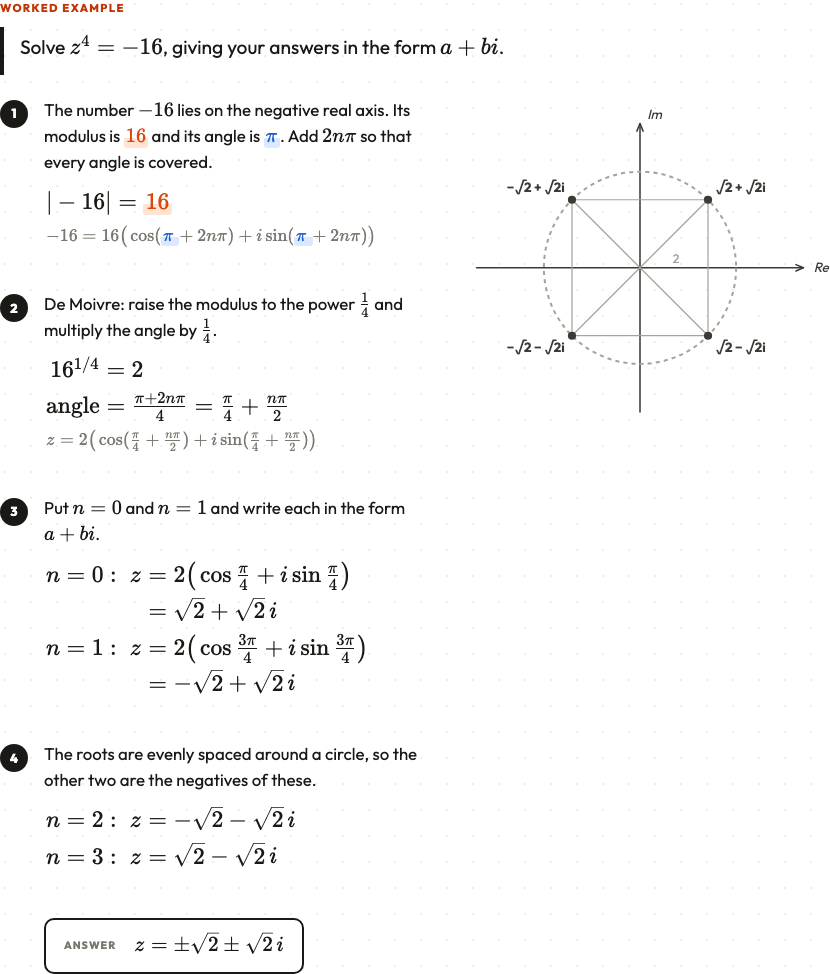 WORKED EXAMPLE
Solve z⁴ = −16, giving your answers in the form a + bi.
1
The number −16 lies on the negative real axis. Its
modulus is 16 and its angle is π. Add 2nπ so that
every angle is covered.
|− 16| = 16
−16 = 16(cos(π + 2nπ) + i sin(π + 2nπ))
2
De Moivre: raise the modulus to the power 1/4 and
multiply the angle by 1/4.
16^{1/4} = 2
angle = (π+2nπ)/4 = π/4 + nπ/2
z = 2(cos(π/4 + nπ/2) + i sin(π/4 + nπ/2))
3
Put n = 0 and n = 1 and write each in the form
a + bi.
n = 0 : z = 2(cos π/4 + i sin π/4)
= √2 + √2 i
n = 1 : z = 2(cos 3π/4 + i sin 3π/4)
= −√2 + √2 i
4
The roots are evenly spaced around a circle, so the
other two are the negatives of these.
n = 2 : z = −√2 − √2 i
n = 3 : z = √2 − √2 i
ANSWER z = ±√2 ± √2 i
Im
-√2 + √2i
√2 + √2i
2
Re
-√2 - √2i
√2 - √2i